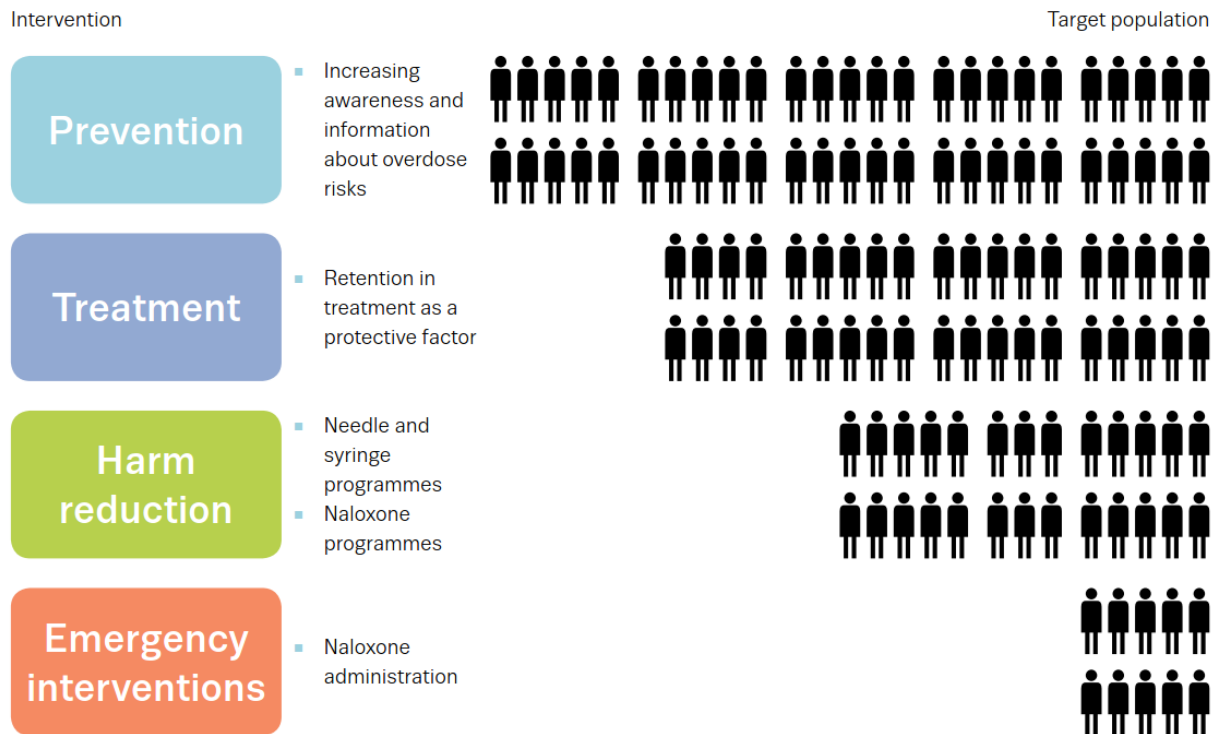 Intervention
Target population
Prevention
▪ Increasing
awareness and
information
about overdose
risks
Treatment
▪ Retention in
treatment as a
protective factor
Harm
reduction
▪ Needle and
syringe
programmes
▪ Naloxone
programmes
Emergency
interventions
▪ Naloxone
administration